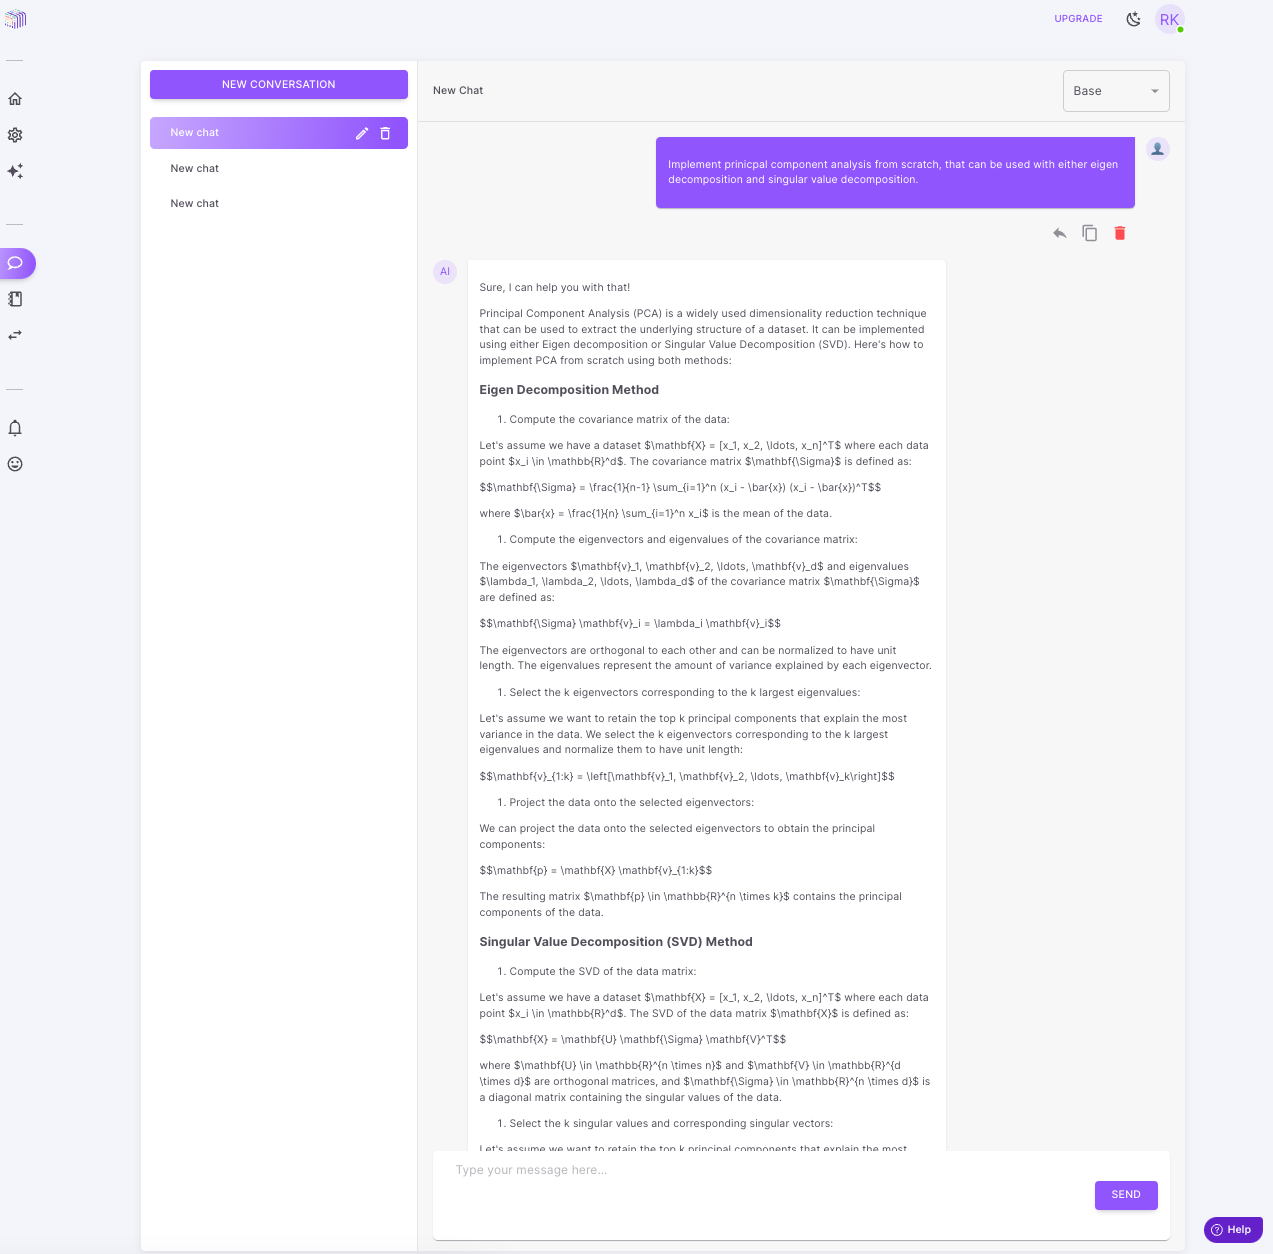 UPGRADE
RK
NEW CONVERSATION
New chat
New chat
New chat
New Chat
Base
Implement prinicpal component analysis from scratch, that can be used with either eigen
decomposition and singular value decomposition.
AI
Sure, I can help you with that!
Principal Component Analysis (PCA) is a widely used dimensionality reduction technique
that can be used to extract the underlying structure of a dataset. It can be implemented
using either Eigen decomposition or Singular Value Decomposition (SVD). Here's how to
implement PCA from scratch using both methods:
Eigen Decomposition Method
1. Compute the covariance matrix of the data:
Let's assume we have a dataset $\mathbf{X} = [x_1, x_2, \ldots, x_n]^T$ where each data
point $x_i \in \mathbb{R}^d$. The covariance matrix $\mathbf{\Sigma}$ is defined as:
$$\mathbf{\Sigma} = \frac{1}{n-1} \sum_{i=1}^n (x_i - \bar{x}) (x_i - \bar{x})^T$$
where $\bar{x} = \frac{1}{n} \sum_{i=1}^n x_i$ is the mean of the data.
1. Compute the eigenvectors and eigenvalues of the covariance matrix:
The eigenvectors $\mathbf{v}_1, \mathbf{v}_2, \ldots, \mathbf{v}_d$ and eigenvalues
$\lambda_1, \lambda_2, \ldots, \lambda_d$ of the covariance matrix $\mathbf{\Sigma}$
are defined as:
$$\mathbf{\Sigma} \mathbf{v}_i = \lambda_i \mathbf{v}_i$$
The eigenvectors are orthogonal to each other and can be normalized to have unit
length. The eigenvalues represent the amount of variance explained by each eigenvector.
1. Select the k eigenvectors corresponding to the k largest eigenvalues:
Let's assume we want to retain the top k principal components that explain the most
variance in the data. We select the k eigenvectors corresponding to the k largest
eigenvalues and normalize them to have unit length:
$$\mathbf{v}_{1:k} = \left[\mathbf{v}_1, \mathbf{v}_2, \ldots, \mathbf{v}_k\right]$$
1. Project the data onto the selected eigenvectors:
We can project the data onto the selected eigenvectors to obtain the principal
components:
$$\mathbf{p} = \mathbf{X} \mathbf{v}_{1:k}$$
The resulting matrix $\mathbf{p} \in \mathbb{R}^{n \times k}$ contains the principal
components of the data.
Singular Value Decomposition (SVD) Method
1. Compute the SVD of the data matrix:
Let's assume we have a dataset $\mathbf{X} = [x_1, x_2, \ldots, x_n]^T$ where each data
point $x_i \in \mathbb{R}^d$. The SVD of the data matrix $\mathbf{X}$ is defined as:
$$\mathbf{X} = \mathbf{U} \mathbf{\Sigma} \mathbf{V}^T$$
where $\mathbf{U} \in \mathbb{R}^{n \times n}$ and $\mathbf{V} \in \mathbb{R}^{d
\times d}$ are orthogonal matrices, and $\mathbf{\Sigma} \in \mathbb{R}^{n \times d}$ is
a diagonal matrix containing the singular values of the data.
1. Select the k singular values and corresponding singular vectors:
Let's assume we want to retain the top k principal components that explain the most
Type your message here...
SEND
Help